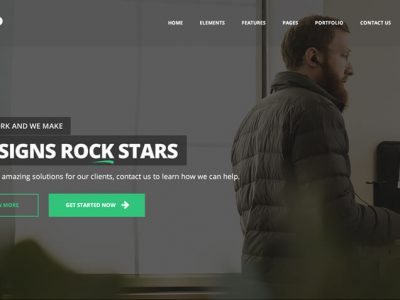 HOME ELEMENTS FEATURES PAGES PORTFOLIO CONTACT US
RK AND WE MAKE
SIGNS ROCK STARS
amazing solutions for our clients, contact us to learn how we can help.
MORE
GET STARTED NOW